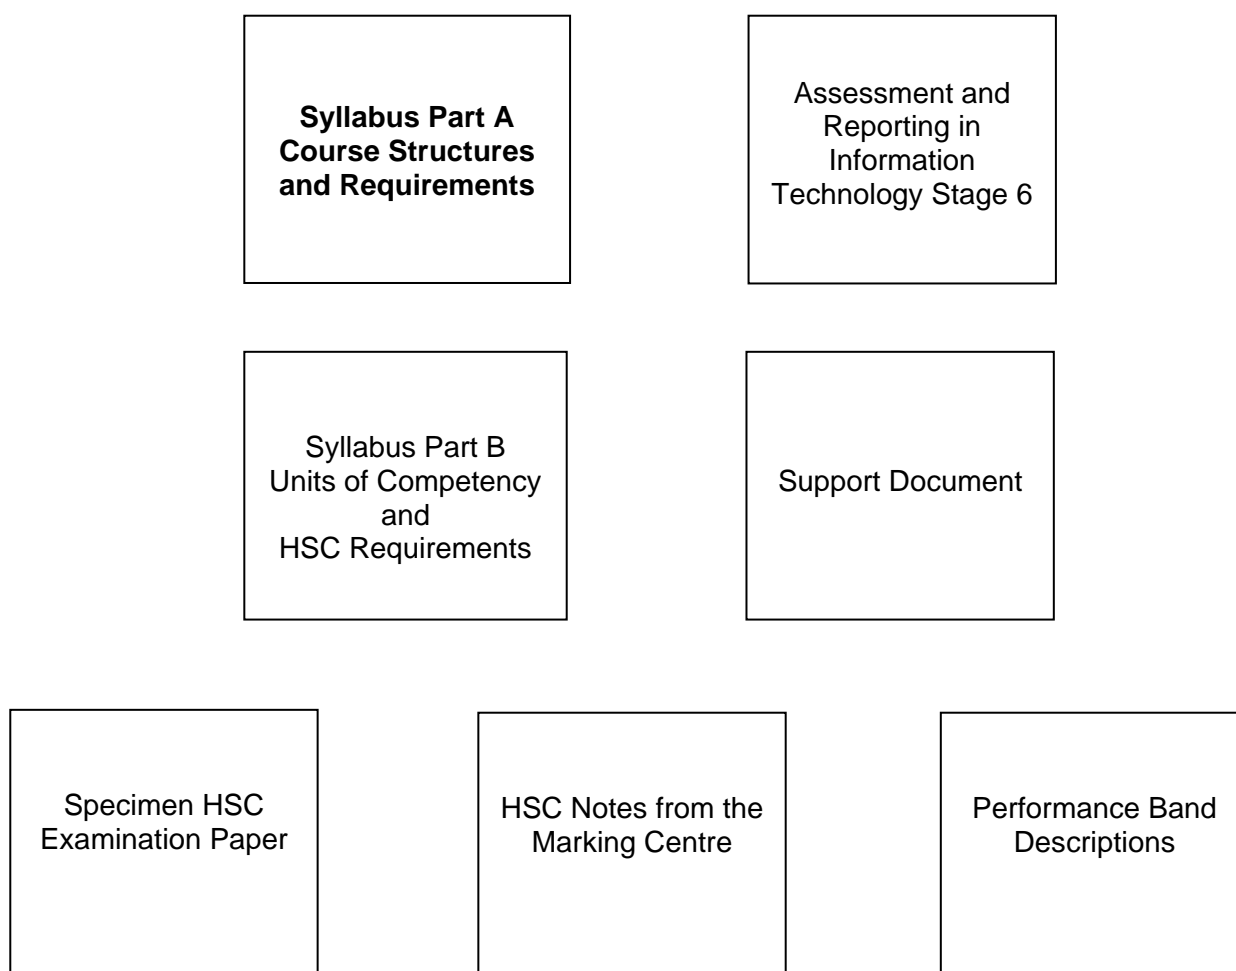 Syllabus Part A
Course Structures
and Requirements
Assessment and
Reporting in
Information
Technology Stage 6
Syllabus Part B
Units of Competency
and
HSC Requirements
Support Document
Specimen HSC
Examination Paper
HSC Notes from the
Marking Centre
Performance Band
Descriptions